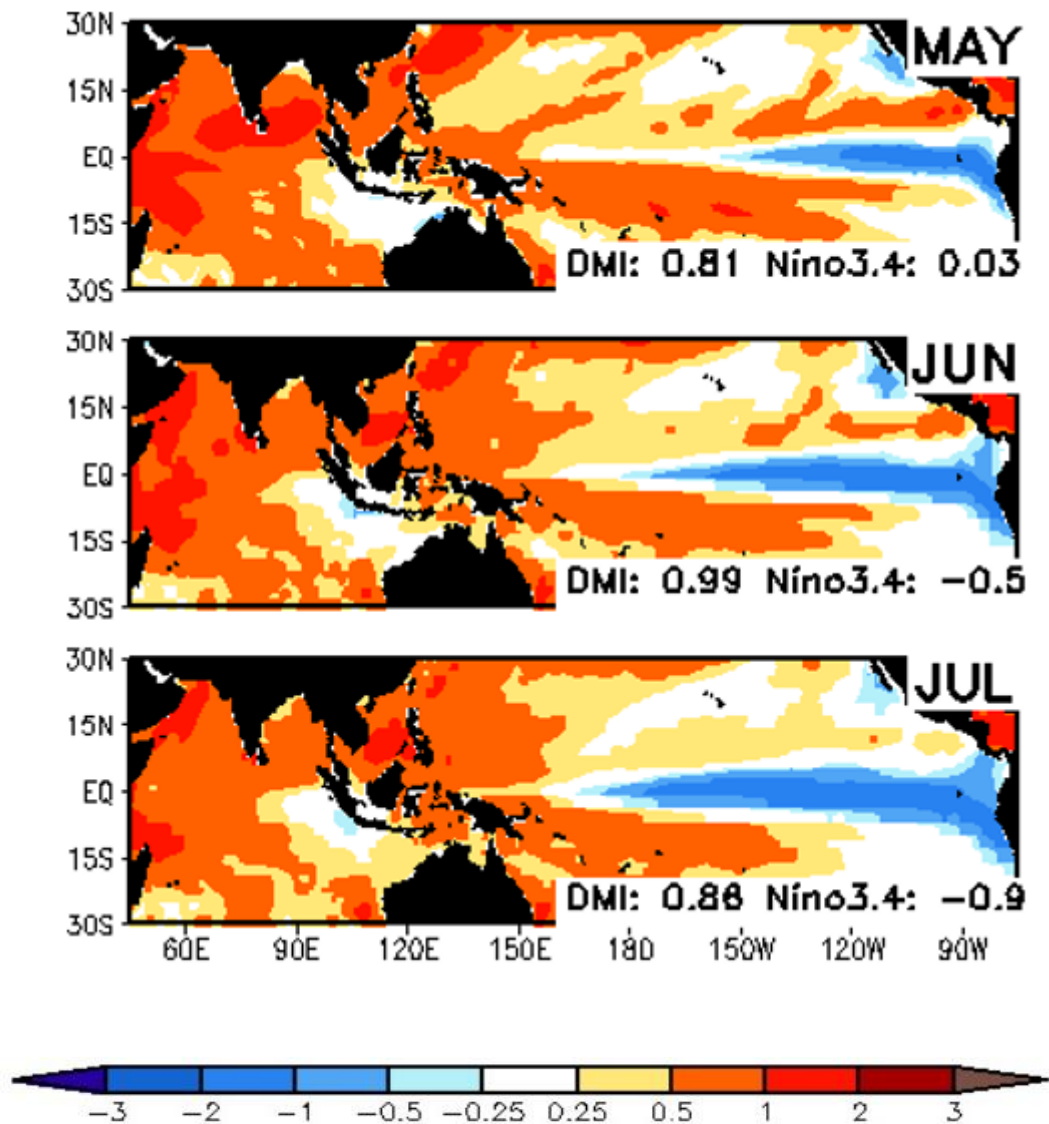 30N
MAY
15N
EQ
15S
DMI: 0.81 Nino3.4: 0.03
30S
30N
JUN
15N
EQ
15S
DMI: 0.99 Nino3.4: −0.5
30S
30N
JUL
15N
EQ
15S
DMI: 0.86 Nino3.4: −0.9
30S
60E 90E 120E 150E 180 150W 120W 90W
−3 −2 −1 −0.5 −0.25 0.25 0.5 1 2 3